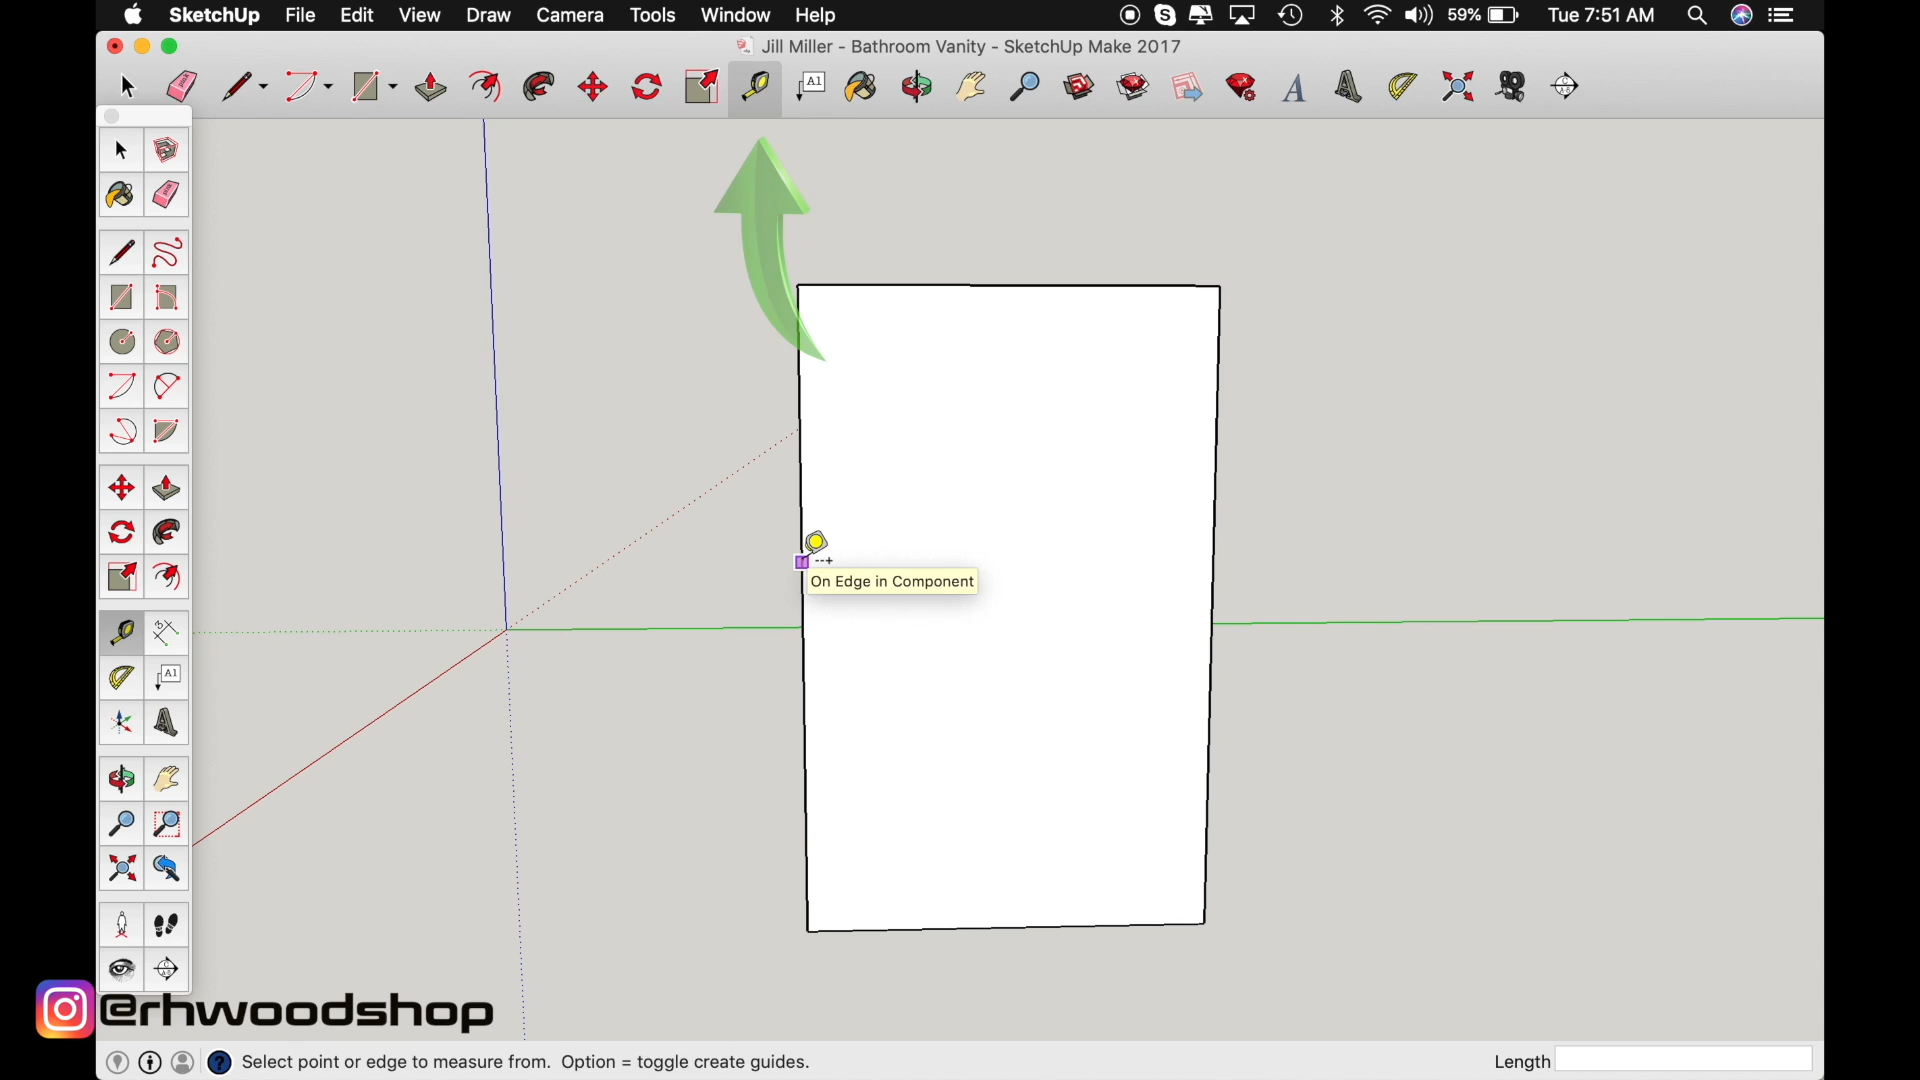 SketchUp File Edit View Draw Camera Tools Window Help 59% Tue 7:51 AM
Jill Miller - Bathroom Vanity - SketchUp Make 2017
A1
A1
On Edge in Component
@rhwoodshop
Select point or edge to measure from. Option = toggle create guides. Length